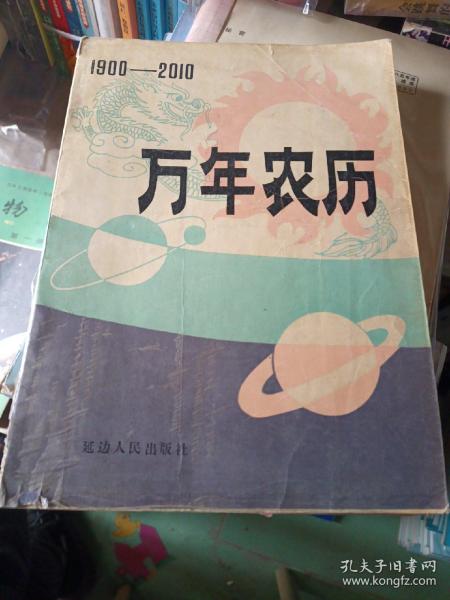 1900—2010
万年农历
延边人民出版社
物
孔夫子旧书网
www.kongfz.com